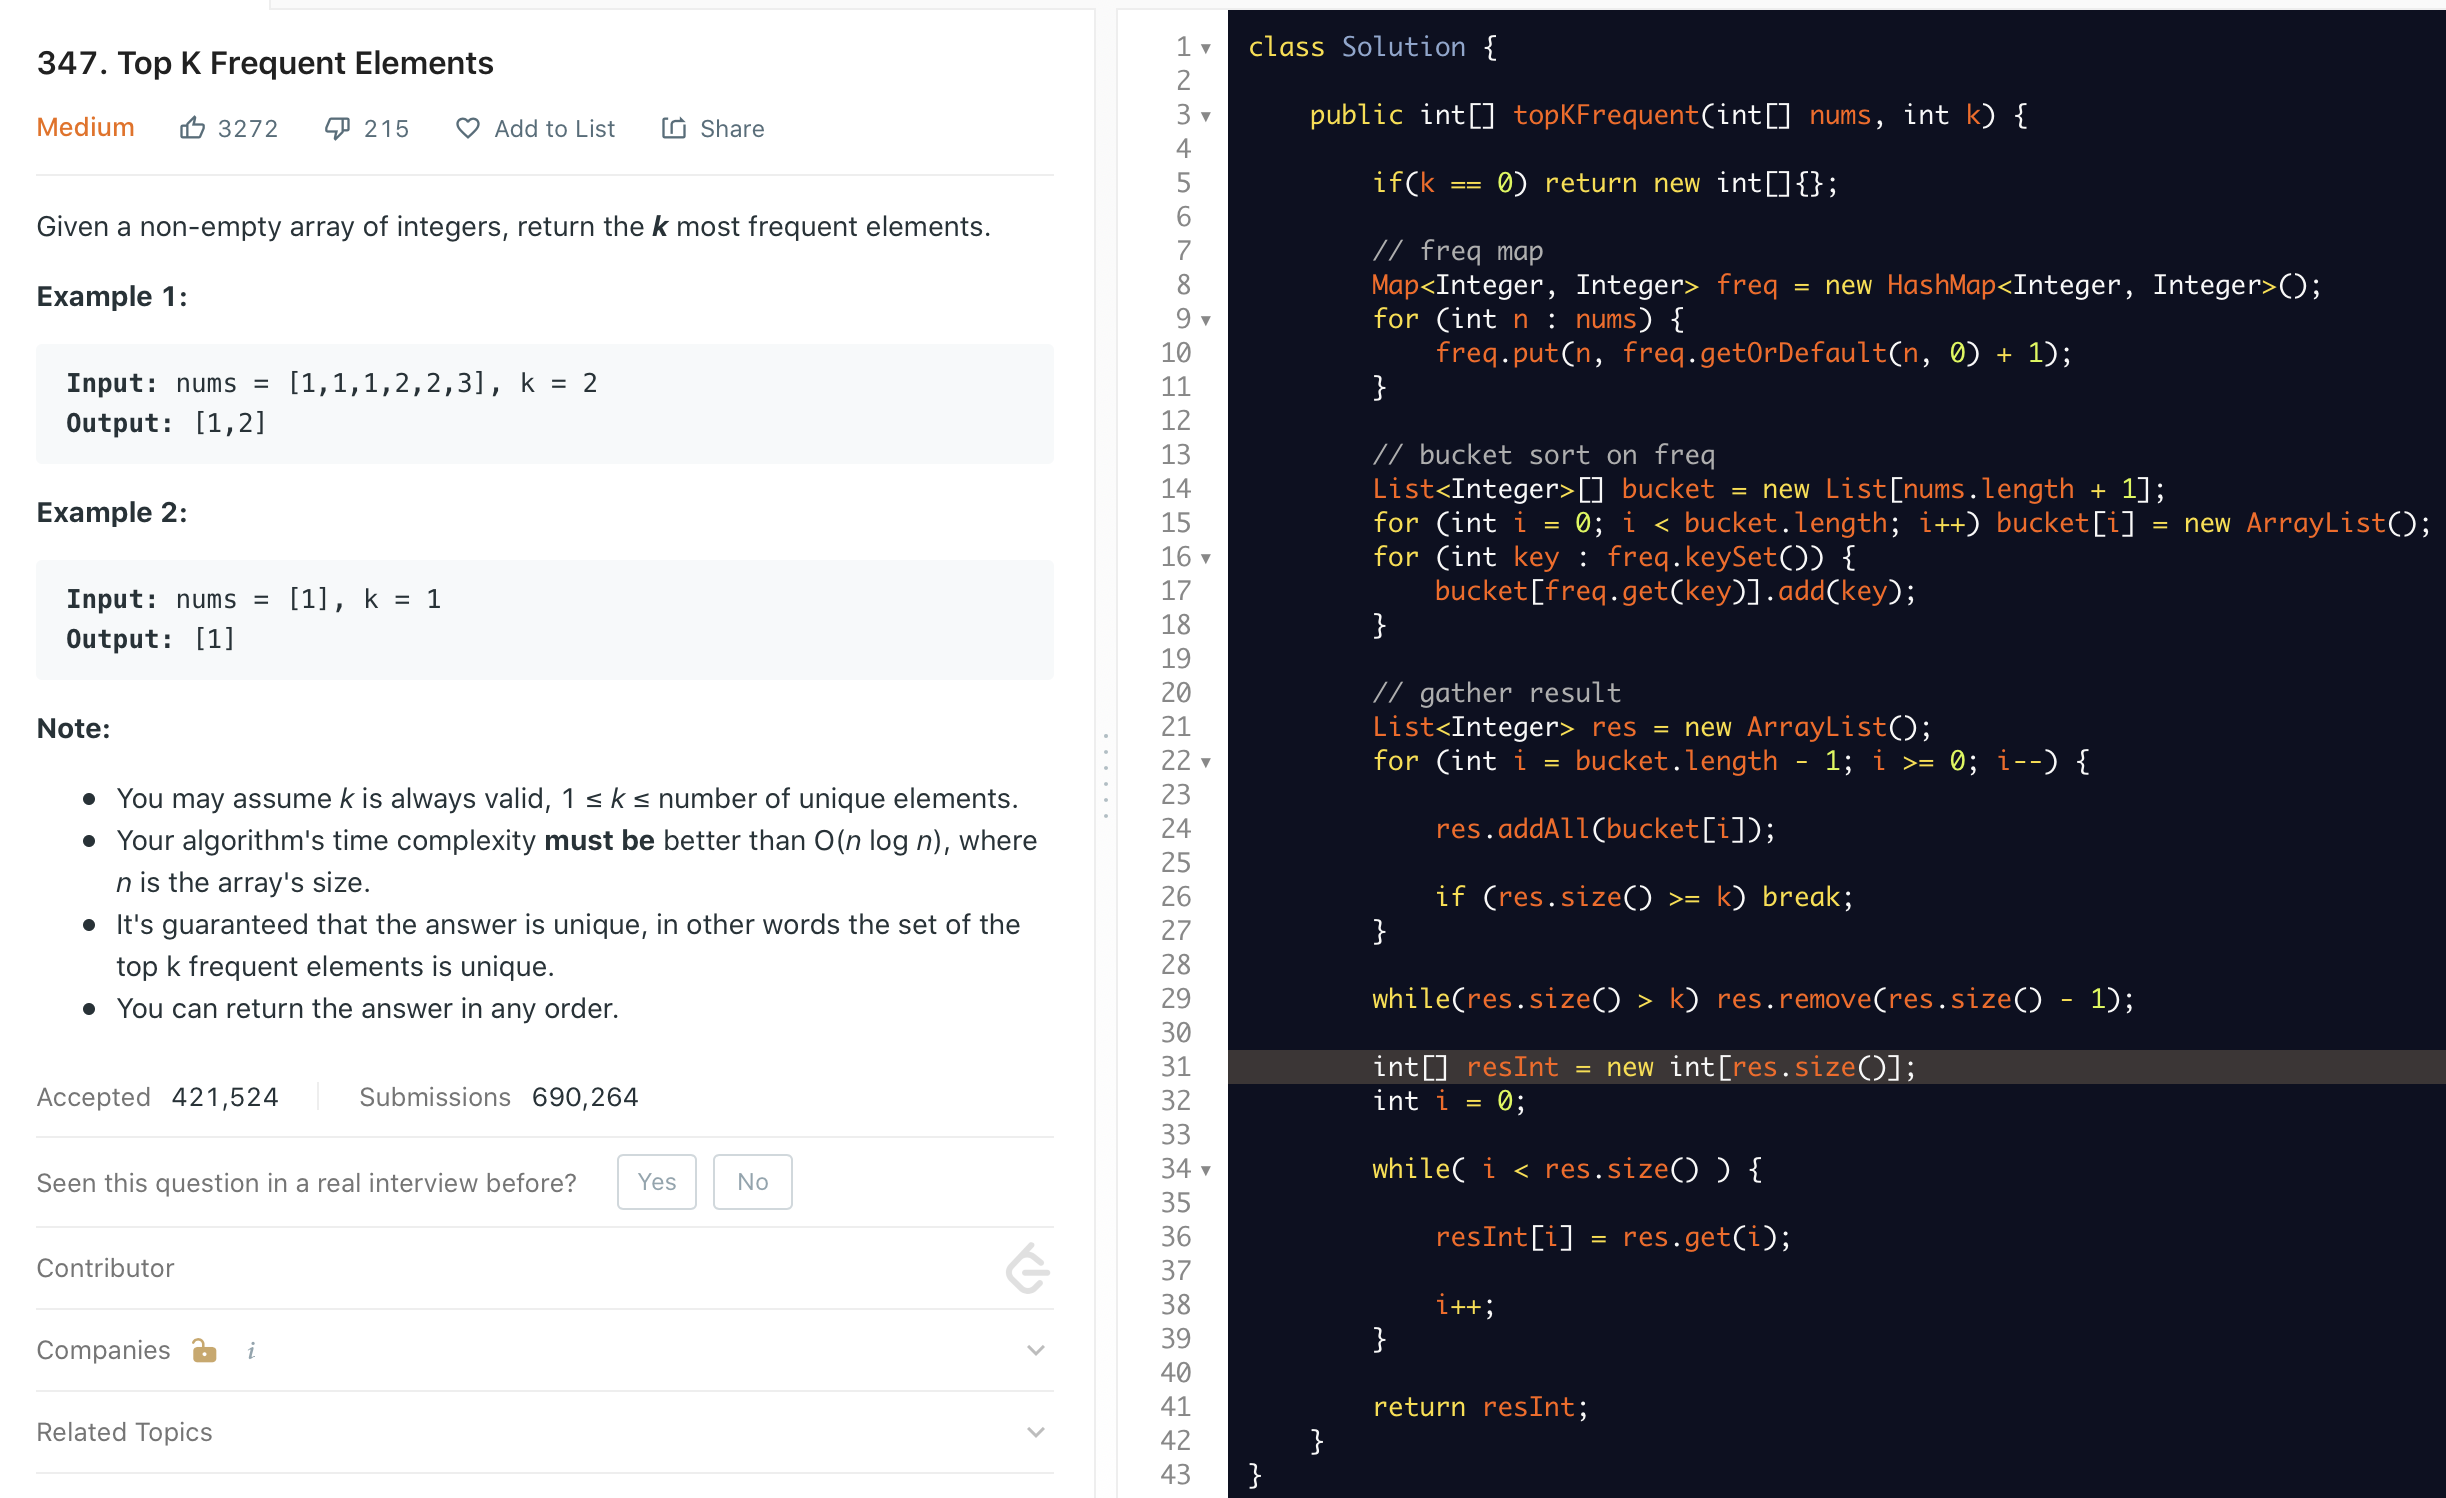 347. Top K Frequent Elements
Medium 3272 215 Add to List Share
Given a non-empty array of integers, return the k most frequent elements.
Example 1:
Input: nums = [1,1,1,2,2,3], k = 2
Output: [1,2]
Example 2:
Input: nums = [1], k = 1
Output: [1]
Note:
You may assume k is always valid, 1 ≤ k ≤ number of unique elements.
Your algorithm's time complexity must be better than O(n log n), where
n is the array's size.
It's guaranteed that the answer is unique, in other words the set of the
top k frequent elements is unique.
You can return the answer in any order.
Accepted 421,524 Submissions 690,264
Seen this question in a real interview before? Yes No
Contributor
Companies i
Related Topics
1 class Solution {
2
3 public int[] topKFrequent(int[] nums, int k) {
4
5 if(k == 0) return new int[]{};
6
7 // freq map
8 Map<Integer, Integer> freq = new HashMap<Integer, Integer>();
9 for (int n : nums) {
10 freq.put(n, freq.getOrDefault(n, 0) + 1);
11 }
12
13 // bucket sort on freq
14 List<Integer>[] bucket = new List[nums.length + 1];
15 for (int i = 0; i < bucket.length; i++) bucket[i] = new ArrayList();
16 for (int key : freq.keySet()) {
17 bucket[freq.get(key)].add(key);
18 }
19
20 // gather result
21 List<Integer> res = new ArrayList();
22 for (int i = bucket.length - 1; i >= 0; i--) {
23
24 res.addAll(bucket[i]);
25
26 if (res.size() >= k) break;
27 }
28
29 while(res.size() > k) res.remove(res.size() - 1);
30
31 int[] resInt = new int[res.size()];
32 int i = 0;
33
34 while( i < res.size() ) {
35
36 resInt[i] = res.get(i);
37
38 i++;
39 }
40
41 return resInt;
42 }
43 }